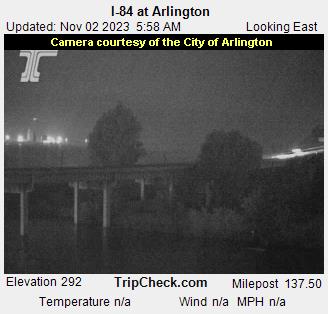 I-84 at Arlington
Updated: Nov 02 2023 5:58 AM Looking East
Camera courtesy of the City of Arlington
Elevation 292 TripCheck.com Milepost 137.50
Temperature n/a Wind n/a MPH n/a